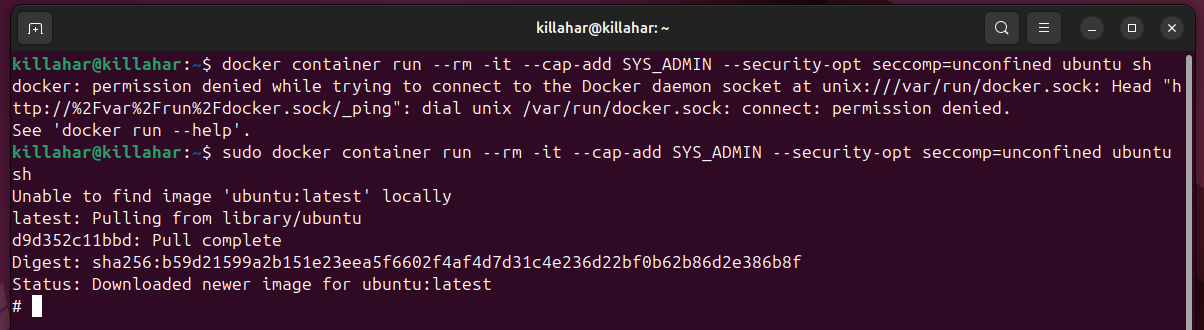 killahar@killahar: ~
killahar@killahar:~$ docker container run --rm -it --cap-add SYS_ADMIN --security-opt seccomp=unconfined ubuntu sh
docker: permission denied while trying to connect to the Docker daemon socket at unix:///var/run/docker.sock: Head "h
ttp://%2Fvar%2Frun%2Fdocker.sock/_ping": dial unix /var/run/docker.sock: connect: permission denied.
See 'docker run --help'.
killahar@killahar:~$ sudo docker container run --rm -it --cap-add SYS_ADMIN --security-opt seccomp=unconfined ubuntu
sh
Unable to find image 'ubuntu:latest' locally
latest: Pulling from library/ubuntu
d9d352c11bbd: Pull complete
Digest: sha256:b59d21599a2b151e23eea5f6602f4af4d7d31c4e236d22bf0b62b86d2e386b8f
Status: Downloaded newer image for ubuntu:latest
#